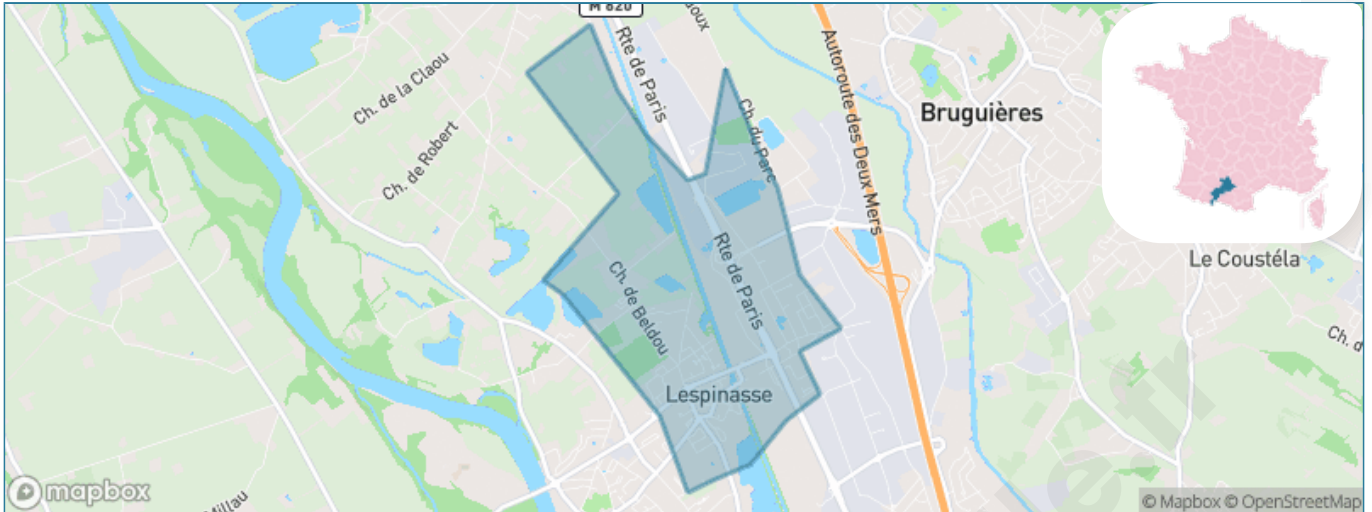 M 820
Rte de Paris
Ch. de la Claou
Ch. du Parc
Autoroute des Deux Mers
Bruguières
Ch. de Robert
Le Coustéla
Rte de Paris
Ch. de Beldou
Ch. d
Lespinasse
mapbox
Millau
© Mapbox © OpenStreetMap